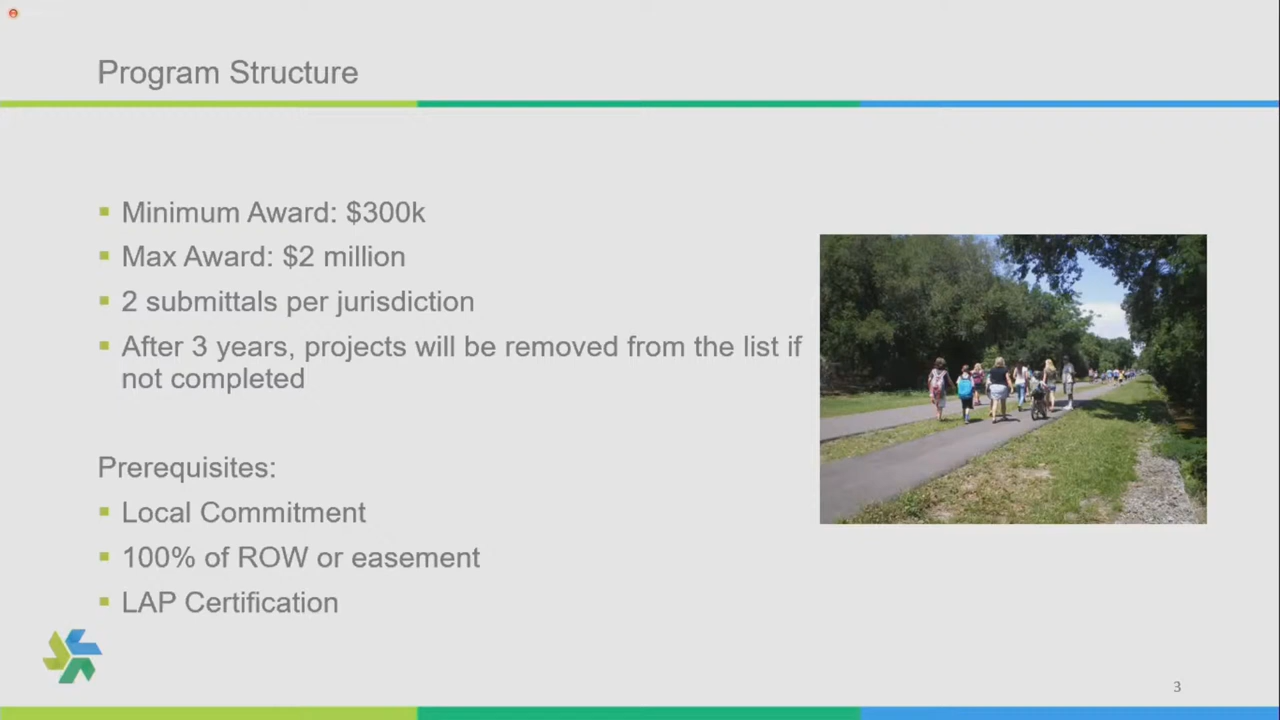 Program Structure
Minimum Award: $300k
Max Award: $2 million
2 submittals per jurisdiction
After 3 years, projects will be removed from the list if
not completed
Prerequisites:
Local Commitment
100% of ROW or easement
LAP Certification
3